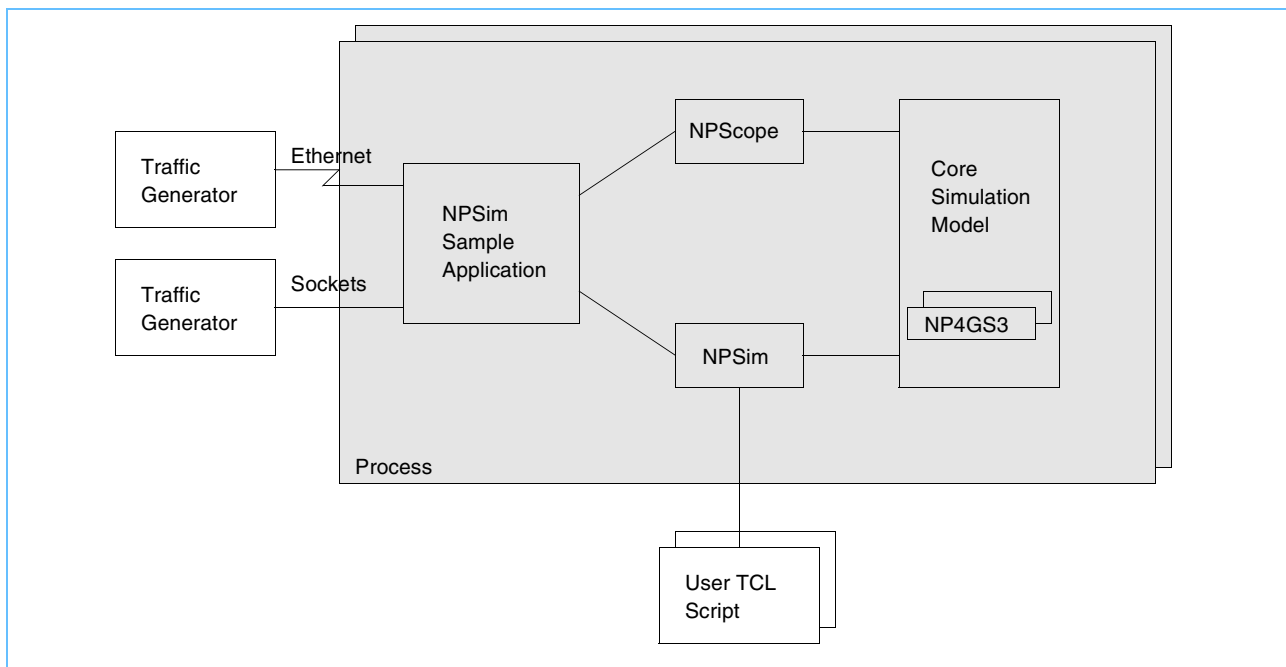 NPScope
Traffic
Generator
Ethernet
NPSim
Sample
Application
Core
Simulation
Model
Traffic
Generator
Sockets
NPSim
NP4GS3
Process
User TCL
Script